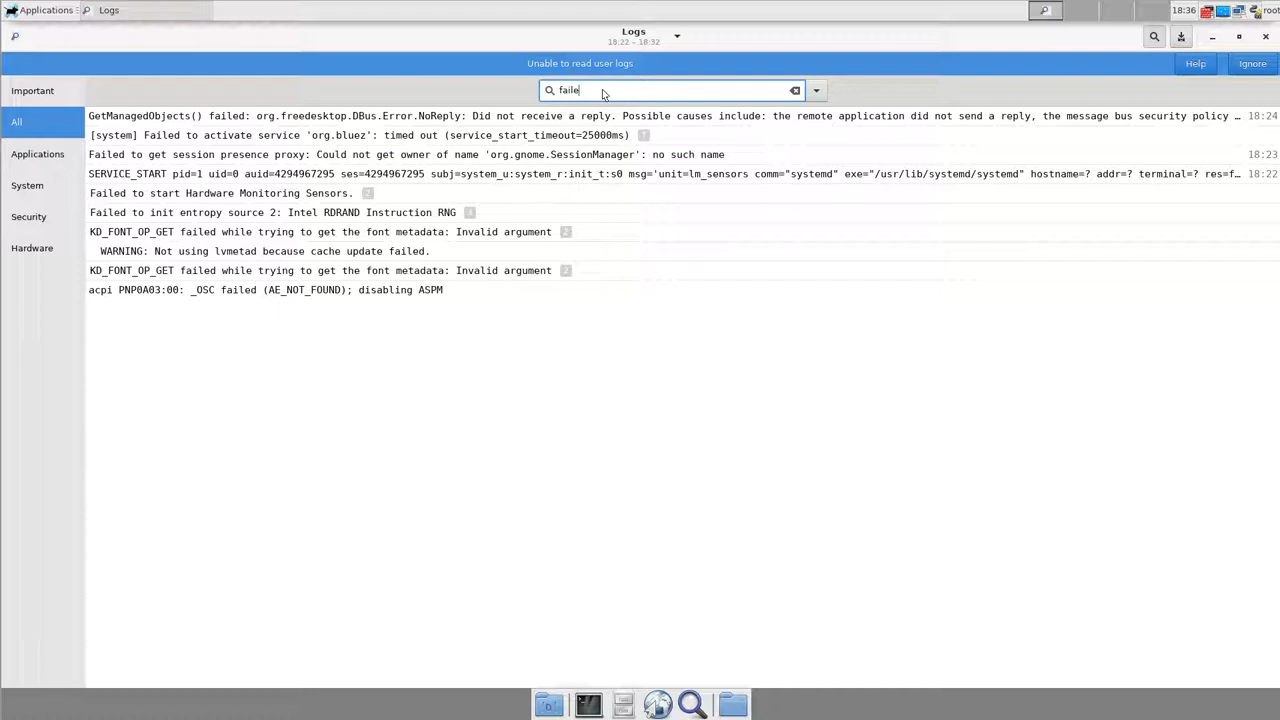 Applications Logs 18:36 root
Logs
18:22 – 18:32
Unable to read user logs Help Ignore
Important faile
All
Applications
System
Security
Hardware
GetManagedObjects() failed: org.freedesktop.DBus.Error.NoReply: Did not receive a reply. Possible causes include: the remote application did not send a reply, the message bus security policy … 18:24
[system] Failed to activate service 'org.bluez': timed out (service_start_timeout=25000ms)
Failed to get session presence proxy: Could not get owner of name 'org.gnome.SessionManager': no such name 18:23
SERVICE_START pid=1 uid=0 auid=4294967295 ses=4294967295 subj=system_u:system_r:init_t:s0 msg='unit=lm_sensors comm="systemd" exe="/usr/lib/systemd/systemd" hostname=? addr=? terminal=? res=f… 18:22
Failed to start Hardware Monitoring Sensors. 2
Failed to init entropy source 2: Intel RDRAND Instruction RNG
KD_FONT_OP_GET failed while trying to get the font metadata: Invalid argument 2
WARNING: Not using lvmetad because cache update failed.
KD_FONT_OP_GET failed while trying to get the font metadata: Invalid argument 2
acpi PNP0A03:00: _OSC failed (AE_NOT_FOUND); disabling ASPM